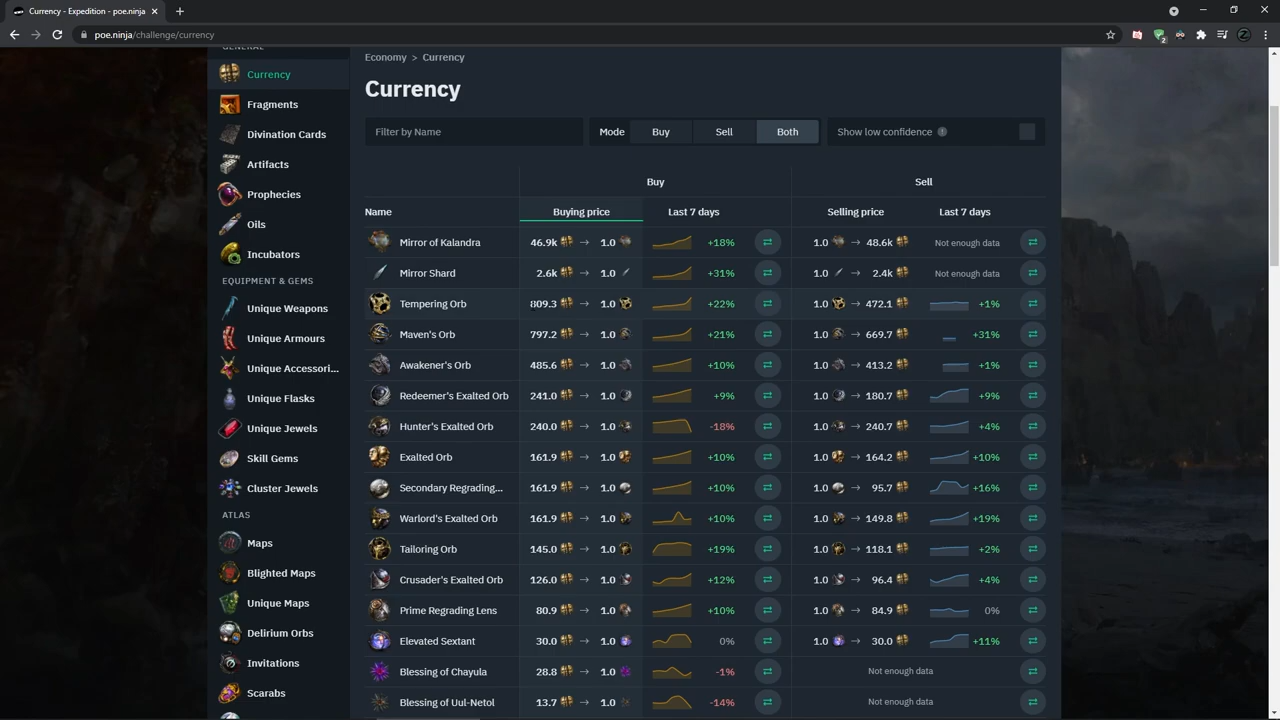 Currency - Expedition - poe.ninja
poe.ninja/challenge/currency
2
Z
GENERAL
Currency
Fragments
Divination Cards
Artifacts
Prophecies
Oils
Incubators
EQUIPMENT & GEMS
Unique Weapons
Unique Armours
Unique Accessori...
Unique Flasks
Unique Jewels
Skill Gems
Cluster Jewels
ATLAS
Maps
Blighted Maps
Unique Maps
Delirium Orbs
Invitations
Scarabs
Economy > Currency
Currency
Filter by Name
Mode Buy Sell Both
Show low confidence
Buy Sell
Name Buying price Last 7 days Selling price Last 7 days
Mirror of Kalandra 46.9k → 1.0 +18% 1.0 → 48.6k Not enough data
Mirror Shard 2.6k → 1.0 +31% 1.0 → 2.4k Not enough data
Tempering Orb 809.3 → 1.0 +22% 1.0 → 472.1 +1%
Maven's Orb 797.2 → 1.0 +21% 1.0 → 669.7 +31%
Awakener's Orb 485.6 → 1.0 +10% 1.0 → 413.2 +1%
Redeemer's Exalted Orb 241.0 → 1.0 +9% 1.0 → 180.7 +9%
Hunter's Exalted Orb 240.0 → 1.0 -18% 1.0 → 240.7 +4%
Exalted Orb 161.9 → 1.0 +10% 1.0 → 164.2 +10%
Secondary Regrading... 161.9 → 1.0 +10% 1.0 → 95.7 +16%
Warlord's Exalted Orb 161.9 → 1.0 +10% 1.0 → 149.8 +19%
Tailoring Orb 145.0 → 1.0 +19% 1.0 → 118.1 +2%
Crusader's Exalted Orb 126.0 → 1.0 +12% 1.0 → 96.4 +4%
Prime Regrading Lens 80.9 → 1.0 +10% 1.0 → 84.9 0%
Elevated Sextant 30.0 → 1.0 0% 1.0 → 30.0 +11%
Blessing of Chayula 28.8 → 1.0 -1% Not enough data
Blessing of Uul-Netol 13.7 → 1.0 -14% Not enough data